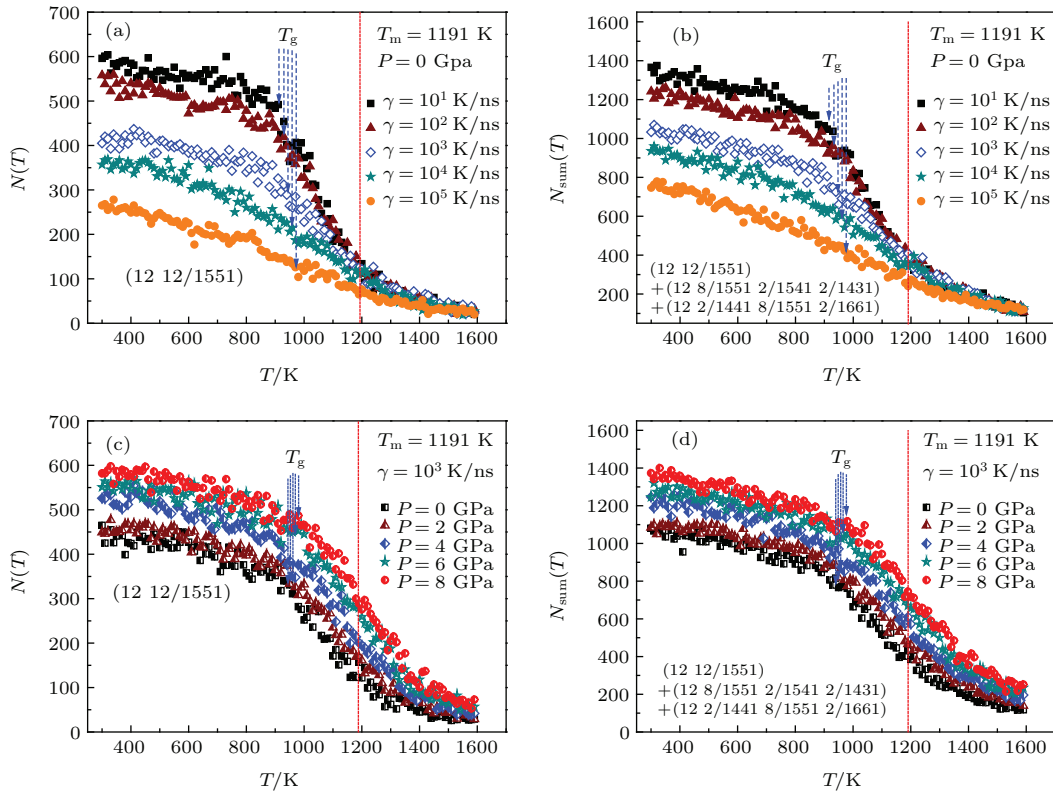 (a)
T_g
T_m = 1191 K
P = 0 Gpa
γ = 10^1 K/ns
γ = 10^2 K/ns
γ = 10^3 K/ns
γ = 10^4 K/ns
γ = 10^5 K/ns
(12 12/1551)
N(T)
700
600
500
400
300
200
100
0
400 600 800 1000 1200 1400 1600
T/K
(b)
T_g
T_m = 1191 K
P = 0 Gpa
γ = 10^1 K/ns
γ = 10^2 K/ns
γ = 10^3 K/ns
γ = 10^4 K/ns
γ = 10^5 K/ns
(12 12/1551)
+(12 8/1551 2/1541 2/1431)
+(12 2/1441 8/1551 2/1661)
N_sum(T)
1600
1400
1200
1000
800
600
400
200
400 600 800 1000 1200 1400 1600
T/K
(c)
T_g
T_m = 1191 K
γ = 10^3 K/ns
P = 0 GPa
P = 2 GPa
P = 4 GPa
P = 6 GPa
P = 8 GPa
(12 12/1551)
N(T)
700
600
500
400
300
200
100
0
400 600 800 1000 1200 1400 1600
T/K
(d)
T_g
T_m = 1191 K
γ = 10^3 K/ns
P = 0 GPa
P = 2 GPa
P = 4 GPa
P = 6 GPa
P = 8 GPa
(12 12/1551)
+(12 8/1551 2/1541 2/1431)
+(12 2/1441 8/1551 2/1661)
N_sum(T)
1600
1400
1200
1000
800
600
400
200
0
400 600 800 1000 1200 1400 1600
T/K